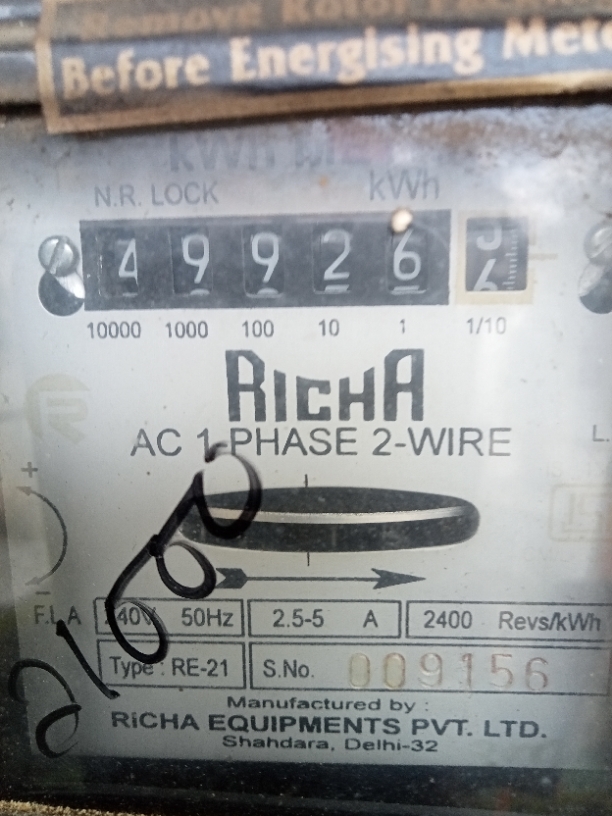 Before Energising Mete
kWh
N.R. LOCK kWh
4 9 9 2 6
10000 1000 100 10 1 1/10
RICHA
AC 1-PHASE 2-WIRE
L.
+
-
F.L.A 240V 50Hz 2.5-5 A 2400 Revs/kWh
Type : RE-21 S.No. 009156
Manufactured by :
RiCHA EQUIPMENTS PVT. LTD.
Shahdara, Delhi-32